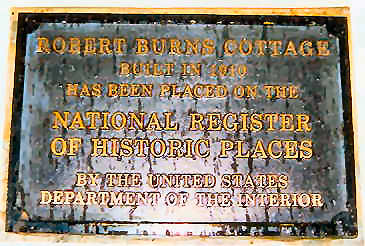 ROBERT BURNS COTTAGE
BUILT IN 1910
HAS BEEN PLACED ON THE
NATIONAL REGISTER
OF HISTORIC PLACES
BY THE UNITED STATES
DEPARTMENT OF THE INTERIOR